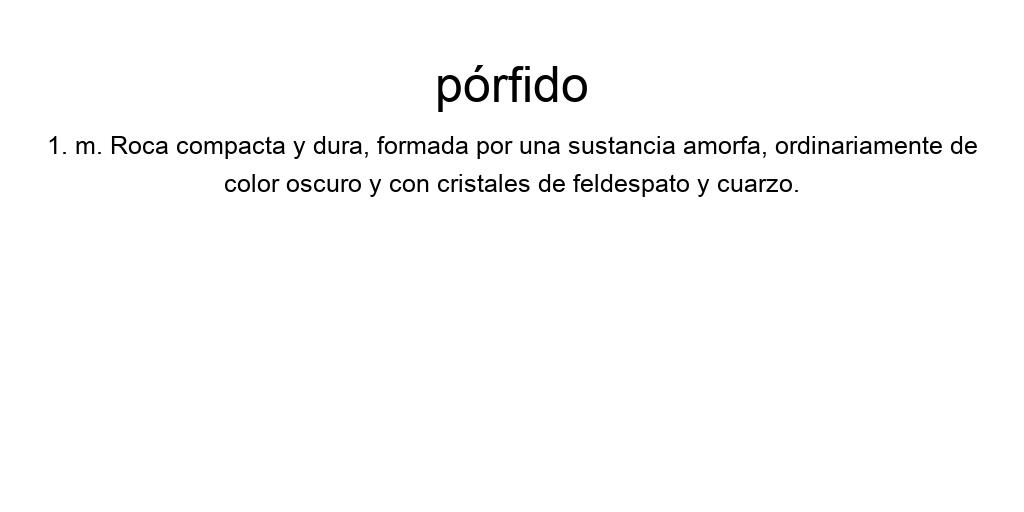 pórfido
1. m. Roca compacta y dura, formada por una sustancia amorfa, ordinariamente de
color oscuro y con cristales de feldespato y cuarzo.